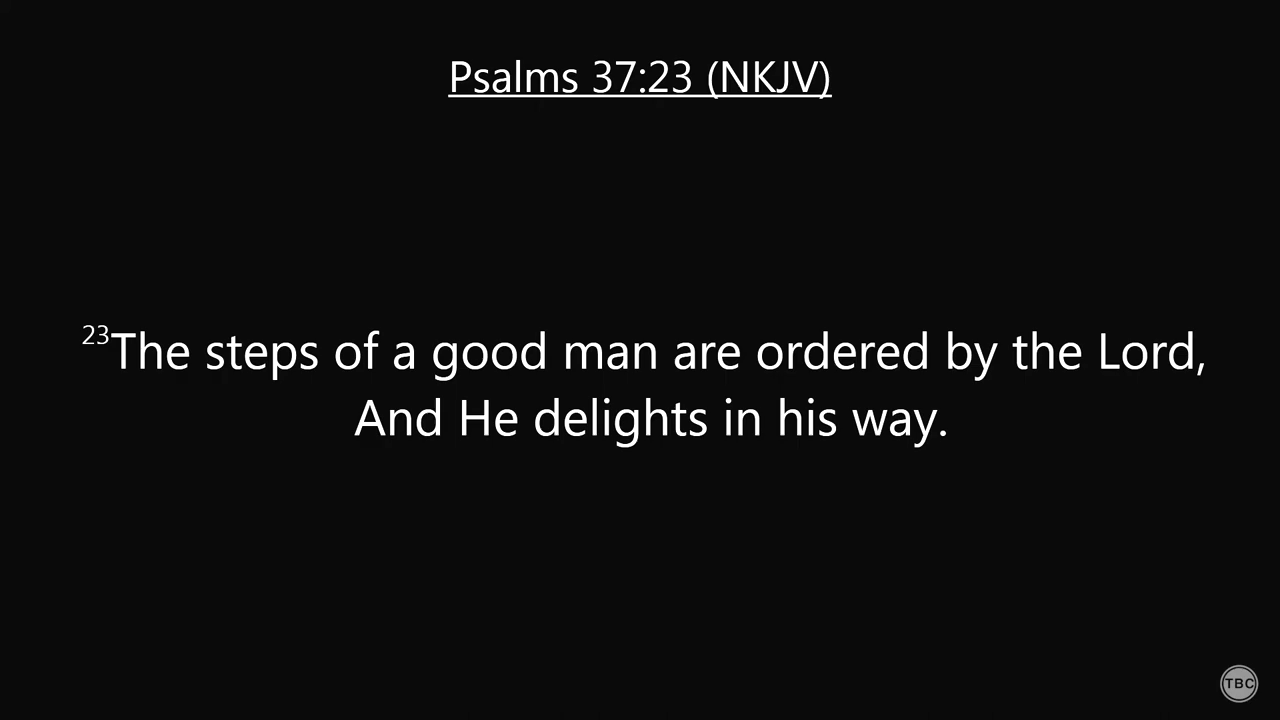 Psalms 37:23 (NKJV)
23The steps of a good man are ordered by the Lord,
And He delights in his way.
TBC